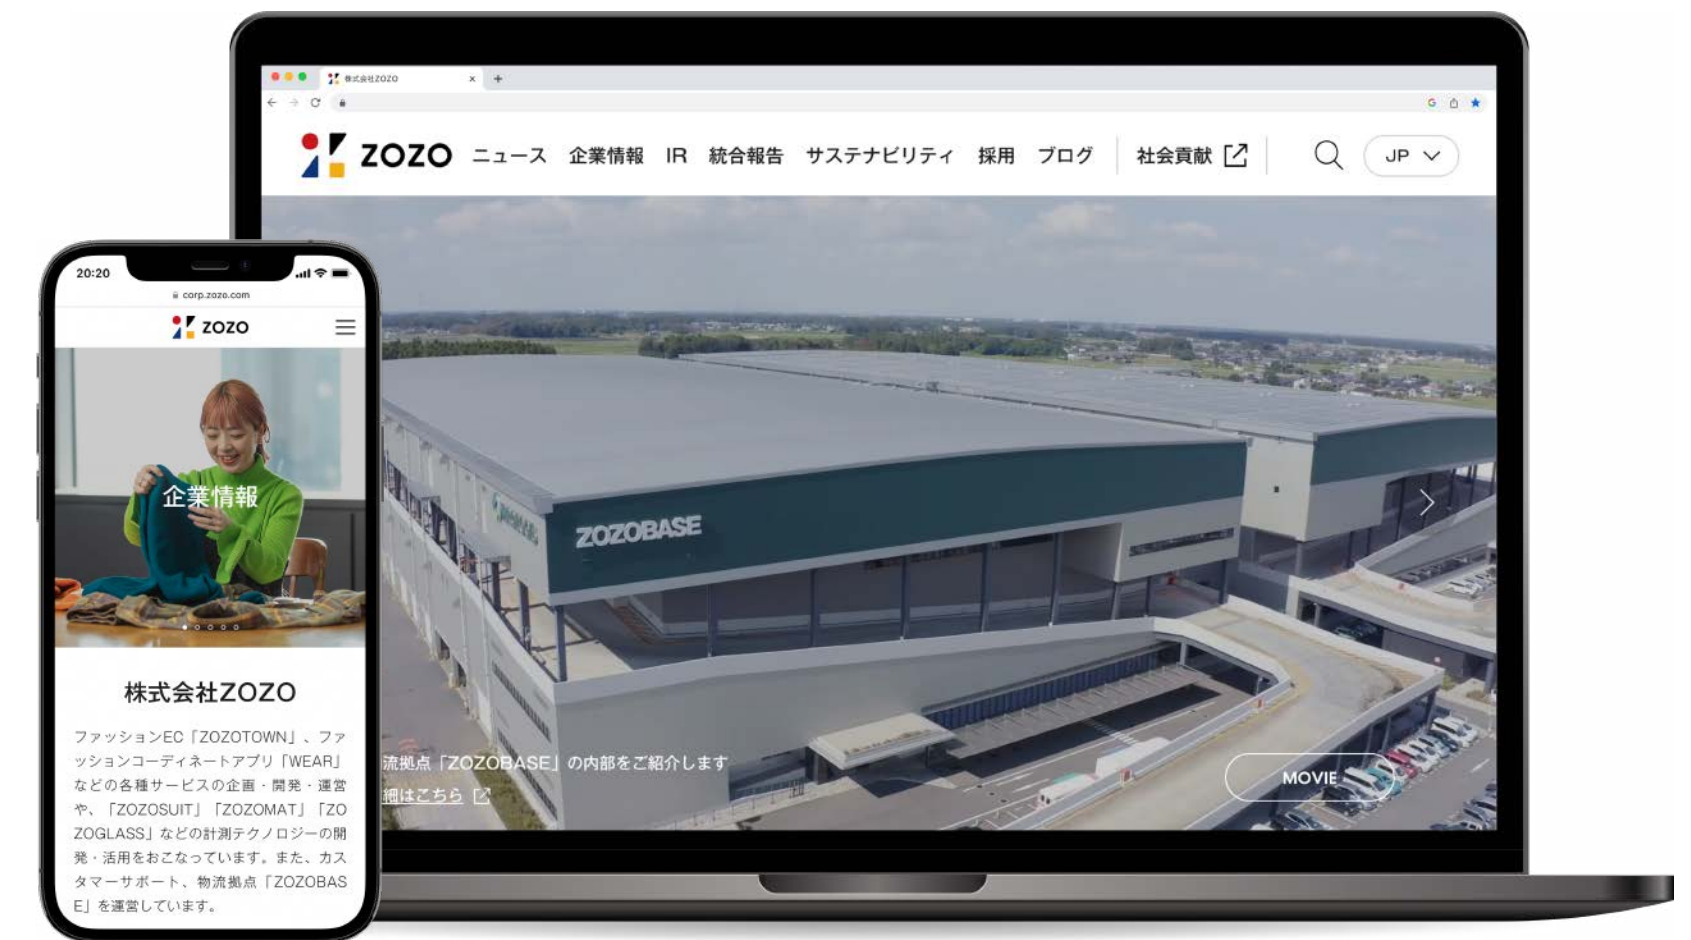 株式会社ZOZO
ZOZO ニュース 企業情報 IR 統合報告 サステナビリティ 採用 ブログ 社会貢献 JP
ZOZOBASE
流拠点「ZOZOBASE」の内部をご紹介します
細はこちら
MOVIE
20:20
corp.zozo.com
ZOZO
企業情報
株式会社ZOZO
ファッションEC「ZOZOTOWN」、ファ
ッションコーディネートアプリ「WEAR」
などの各種サービスの企画・開発・運営
や、「ZOZOSUIT」「ZOZOMAT」「ZO
ZOGLASS」などの計測テクノロジーの開
発・活用をおこなっています。また、カス
タマーサポート、物流拠点「ZOZOBAS
E」を運営しています。